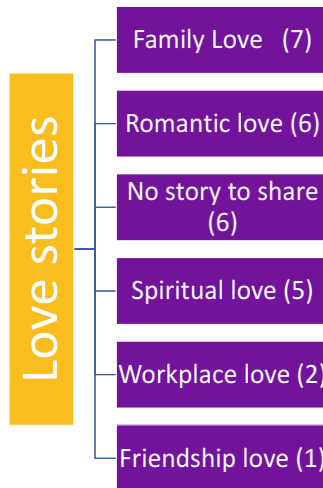 Love stories
Family Love (7)
Romantic love (6)
No story to share
(6)
Spiritual love (5)
Workplace love (2)
Friendship love (1)